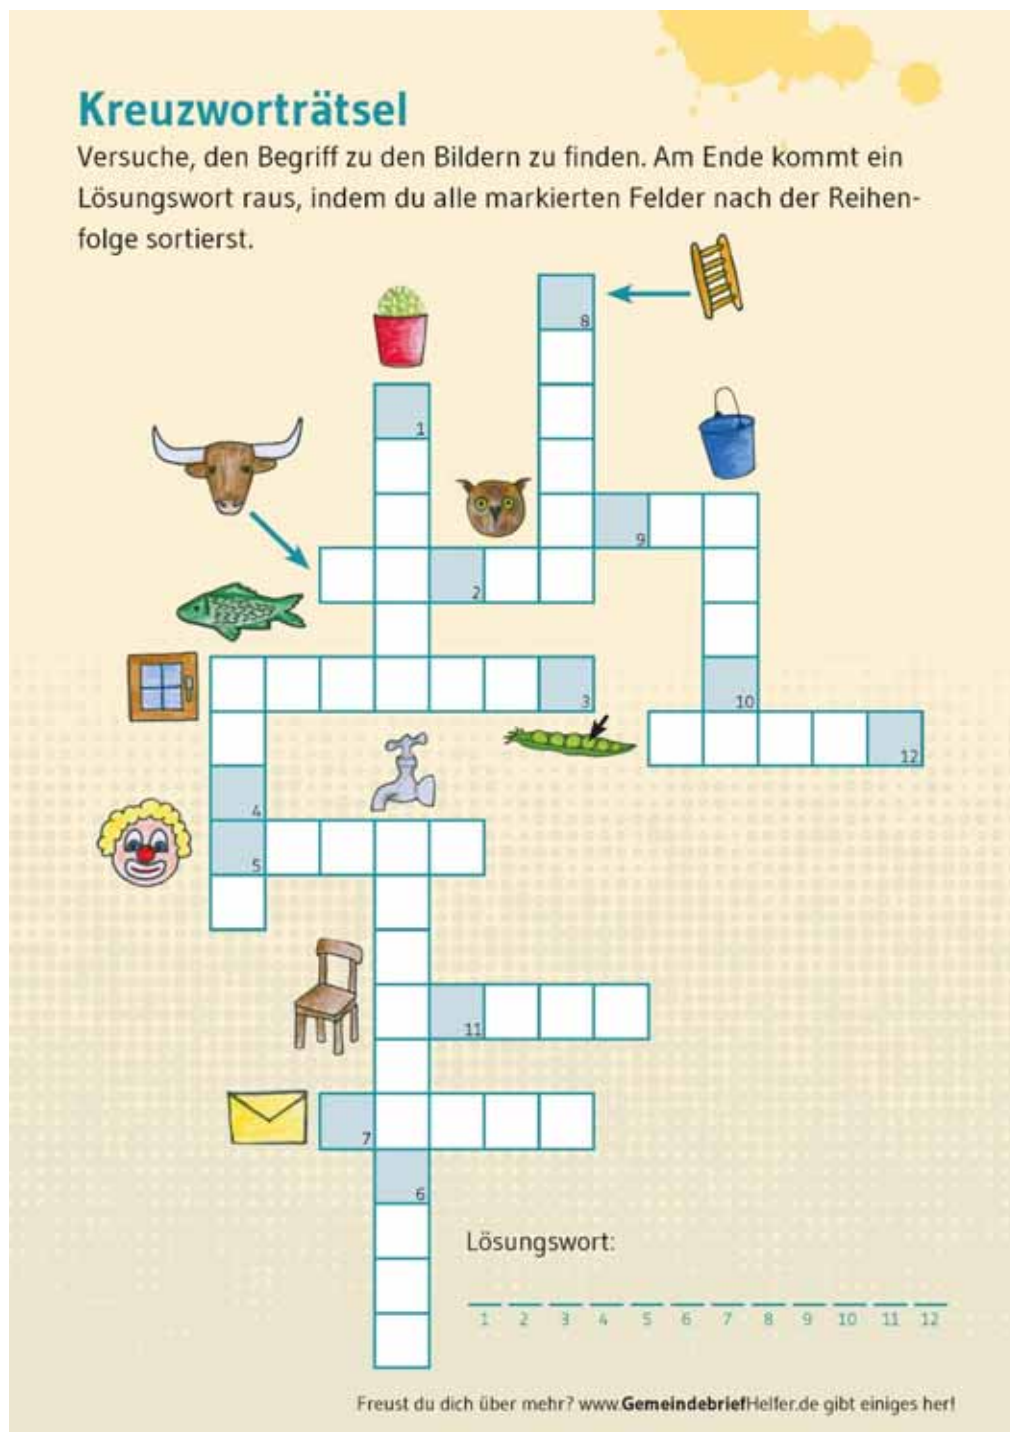 Kreuzworträtsel
Versuche, den Begriff zu den Bildern zu finden. Am Ende kommt ein
Lösungswort raus, indem du alle markierten Felder nach der Reihen-
folge sortierst.
8
1
9
2
3
10
12
4
5
11
7
6
Lösungswort:
1 2 3 4 5 6 7 8 9 10 11 12
Freust du dich über mehr? www.GemeindebriefHelfer.de gibt einiges her!